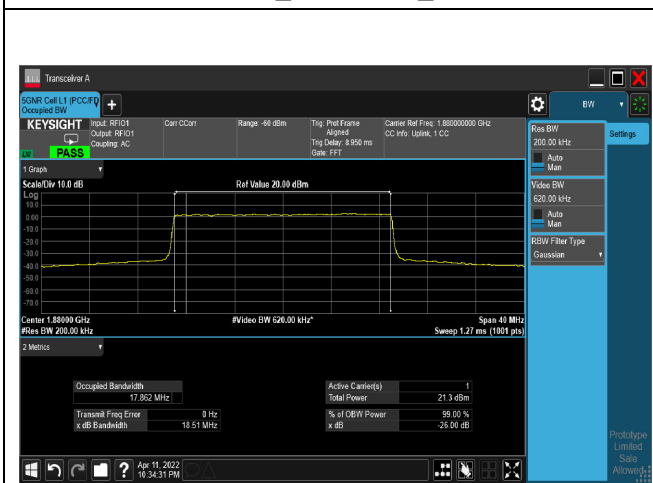 Transceiver A
5GNR Cell L1 (PCC/FD
Occupied BW
BW
KEYSIGHT
Input: RFIO1
Output: RFIO1
Coupling: AC
Corr CCorr
Range: -60 dBm
Trig: Prot Frame
Aligned
Trig Delay: 8.950 ms
Gate: FFT
Carrier Ref Freq: 1.880000000 GHz
CC Info: Uplink, 1 CC
PASS
Res BW
200.00 kHz
Auto
Man
Settings
Video BW
620.00 kHz
Auto
Man
RBW Filter Type
Gaussian
1 Graph
Scale/Div 10.0 dB
Ref Value 20.00 dBm
Log
10.0
0.00
-10.0
-20.0
-30.0
-40.0
-50.0
-60.0
-70.0
Center 1.88000 GHz
#Video BW 620.00 kHz*
Span 40 MHz
#Res BW 200.00 kHz
Sweep 1.27 ms (1001 pts)
2 Metrics
Occupied Bandwidth
17.862 MHz
Transmit Freq Error 0 Hz
x dB Bandwidth 18.51 MHz
Active Carrier(s) 1
Total Power 21.3 dBm
% of OBW Power 99.00 %
x dB -26.00 dB
Prototype
Limited
Sale
Allowed
?
Apr 11, 2022
10:34:31 PM